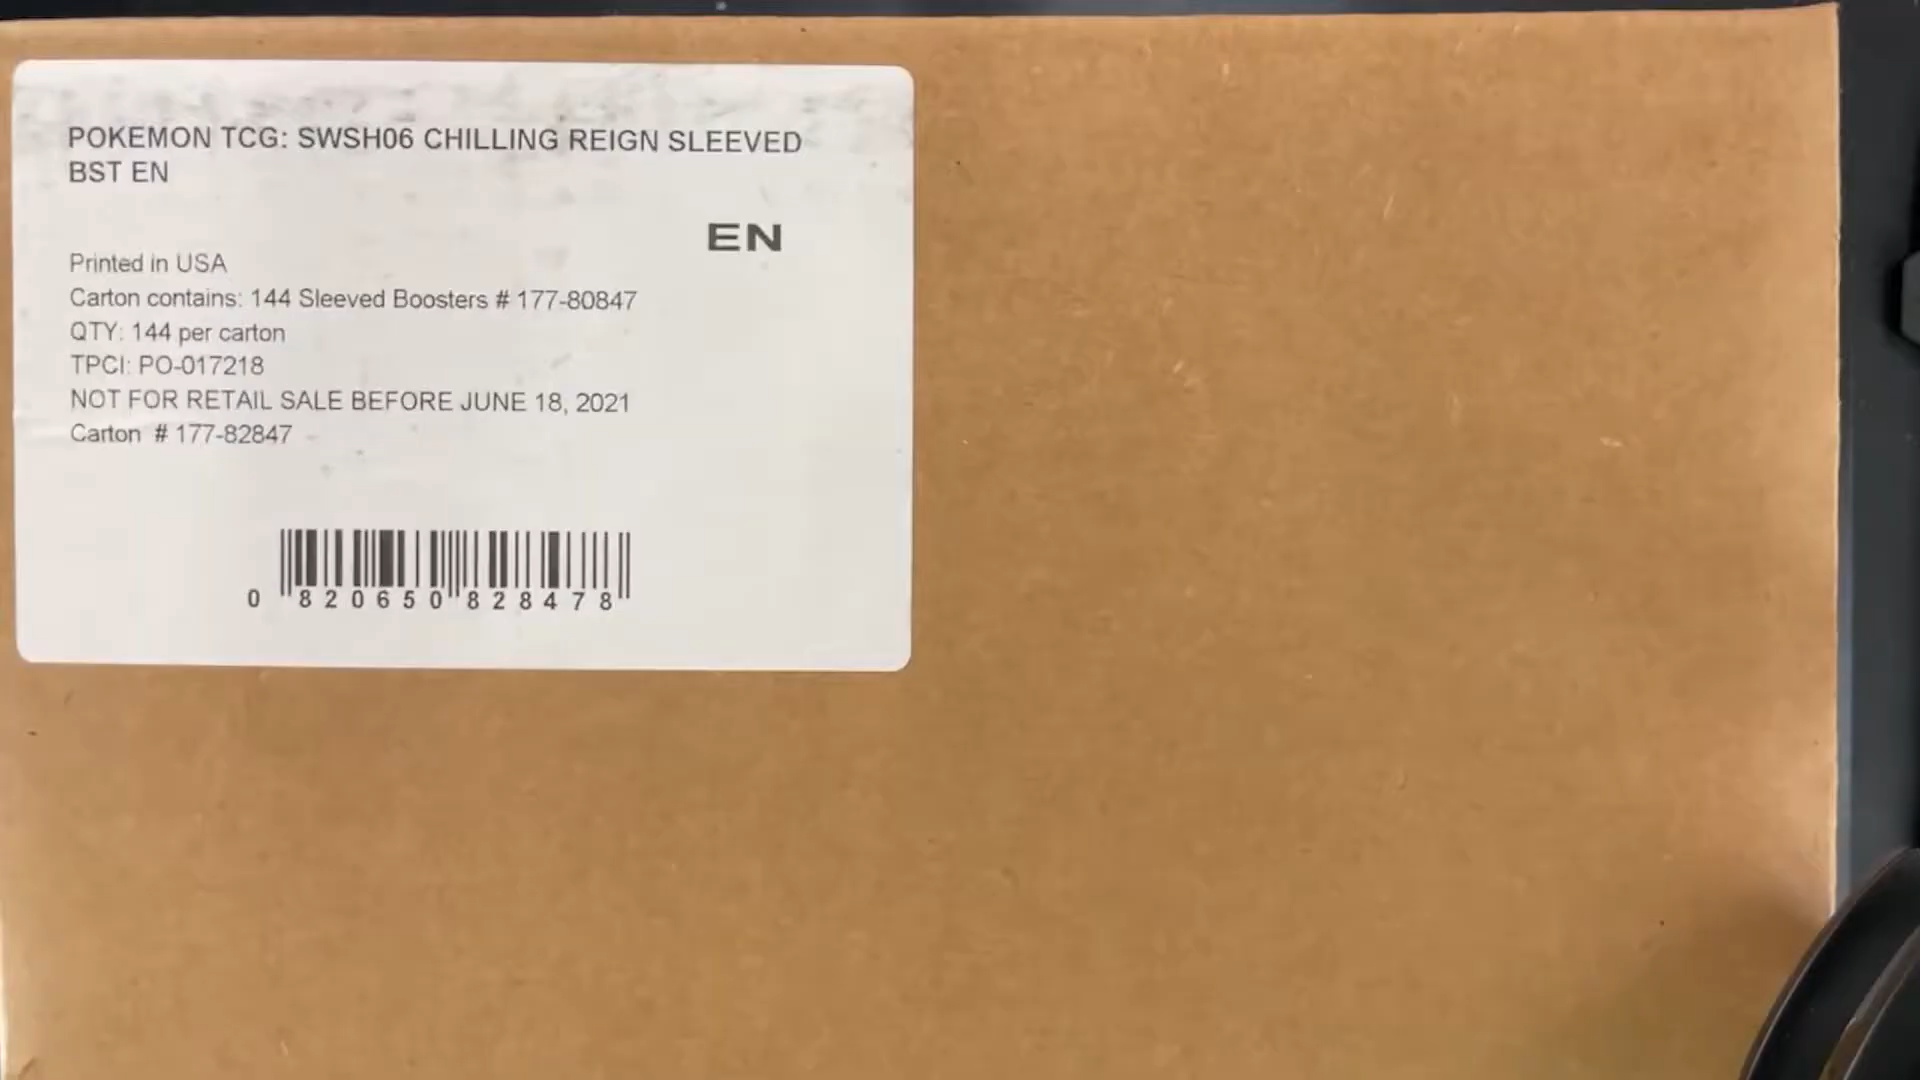 POKEMON TCG: SWSH06 CHILLING REIGN SLEEVED
BST EN
EN
Printed in USA
Carton contains: 144 Sleeved Boosters # 177-80847
QTY: 144 per carton
TPCI: PO-017218
NOT FOR RETAIL SALE BEFORE JUNE 18, 2021
Carton # 177-82847
0 820650 828478